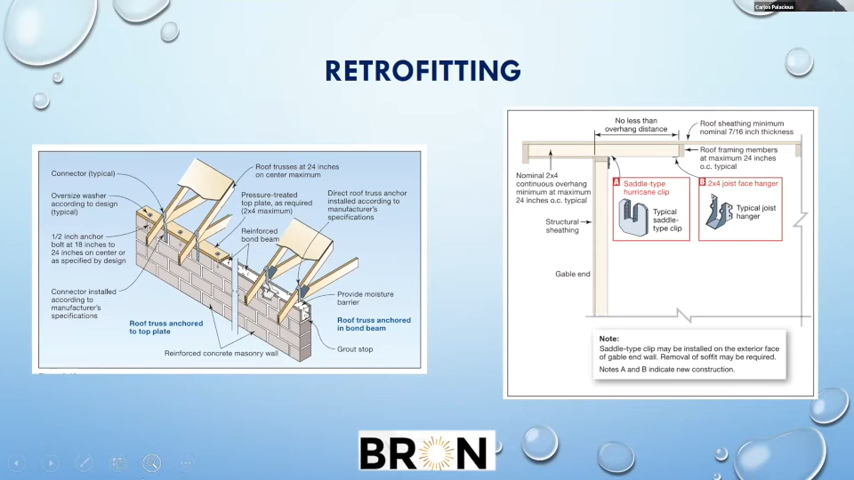 Carlos Palacious
RETROFITTING
Connector (typical)
Oversize washer
according to design
(typical)
1/2 inch anchor
bolt at 18 inches to
24 inches on center or
as specified by design
Connector installed
according to
manufacturer's
specifications
Roof trusses at 24 inches
on center maximum
Pressure-treated
top plate, as required
(2x4 maximum)
Reinforced
bond beam
Direct roof truss anchor
installed according to
manufacturer's
specifications
Provide moisture
barrier
Roof truss anchored
to top plate
Roof truss anchored
in bond beam
Reinforced concrete masonry wall
Grout stop
No less than
overhang distance
Roof sheathing minimum
nominal 7/16 inch thickness
Roof framing members
at maximum 24 inches
o.c. typical
Nominal 2x4
continuous overhang
minimum at maximum
24 inches o.c. typical
A Saddle-type
hurricane clip
Typical
saddle-
type clip
B 2x4 joist face hanger
Typical joist
hanger
Structural
sheathing
Gable end
Note:
Saddle-type clip may be installed on the exterior face
of gable end wall. Removal of soffit may be required.
Notes A and B indicate new construction.
BRON